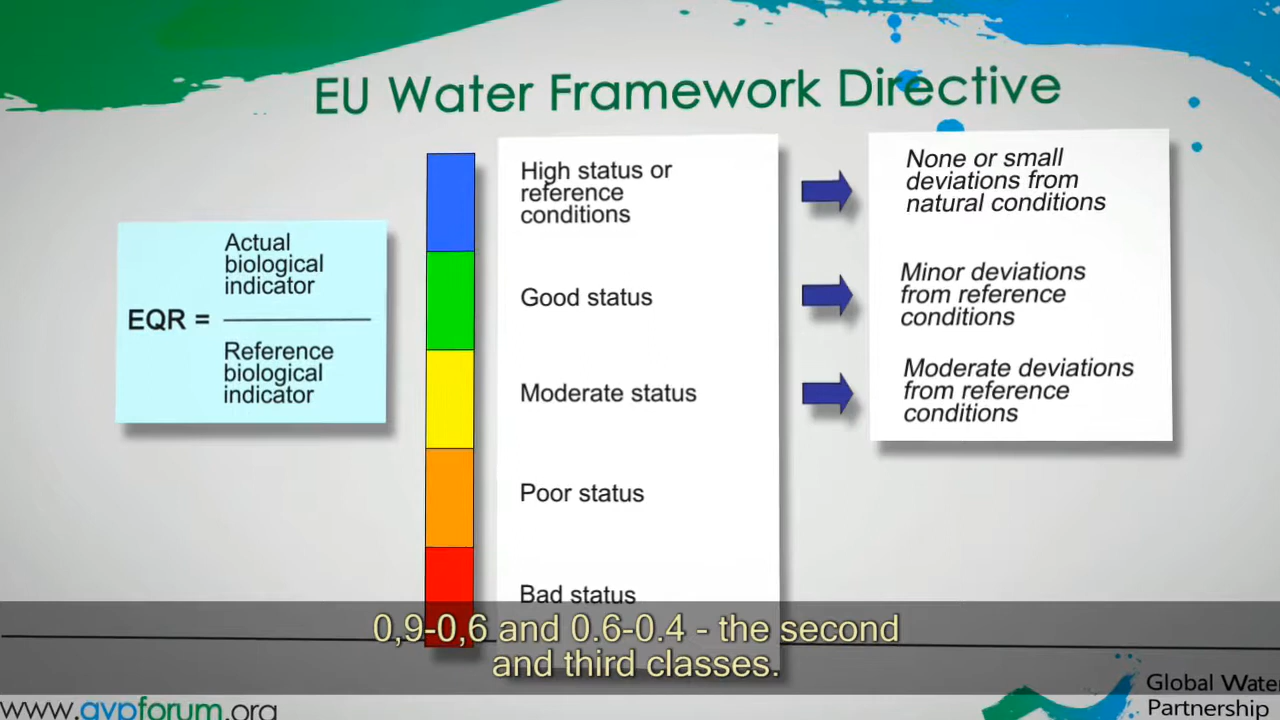 EU Water Framework Directive
EQR =
Actual
biological
indicator
Reference
biological
indicator
High status or
reference
conditions
Good status
Moderate status
Poor status
Bad status
None or small
deviations from
natural conditions
Minor deviations
from reference
conditions
Moderate deviations
from reference
conditions
0,9-0,6 and 0.6-0.4 - the second
and third classes.
www.gvpforum.org
Global Water
Partnership